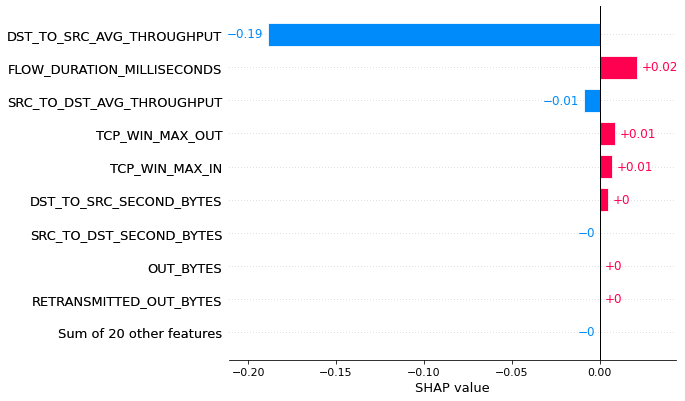 DST_TO_SRC_AVG_THROUGHPUT −0.19
FLOW_DURATION_MILLISECONDS +0.02
SRC_TO_DST_AVG_THROUGHPUT −0.01
TCP_WIN_MAX_OUT +0.01
TCP_WIN_MAX_IN +0.01
DST_TO_SRC_SECOND_BYTES +0
SRC_TO_DST_SECOND_BYTES −0
OUT_BYTES +0
RETRANSMITTED_OUT_BYTES +0
Sum of 20 other features −0
−0.20 −0.15 −0.10 −0.05 0.00
SHAP value